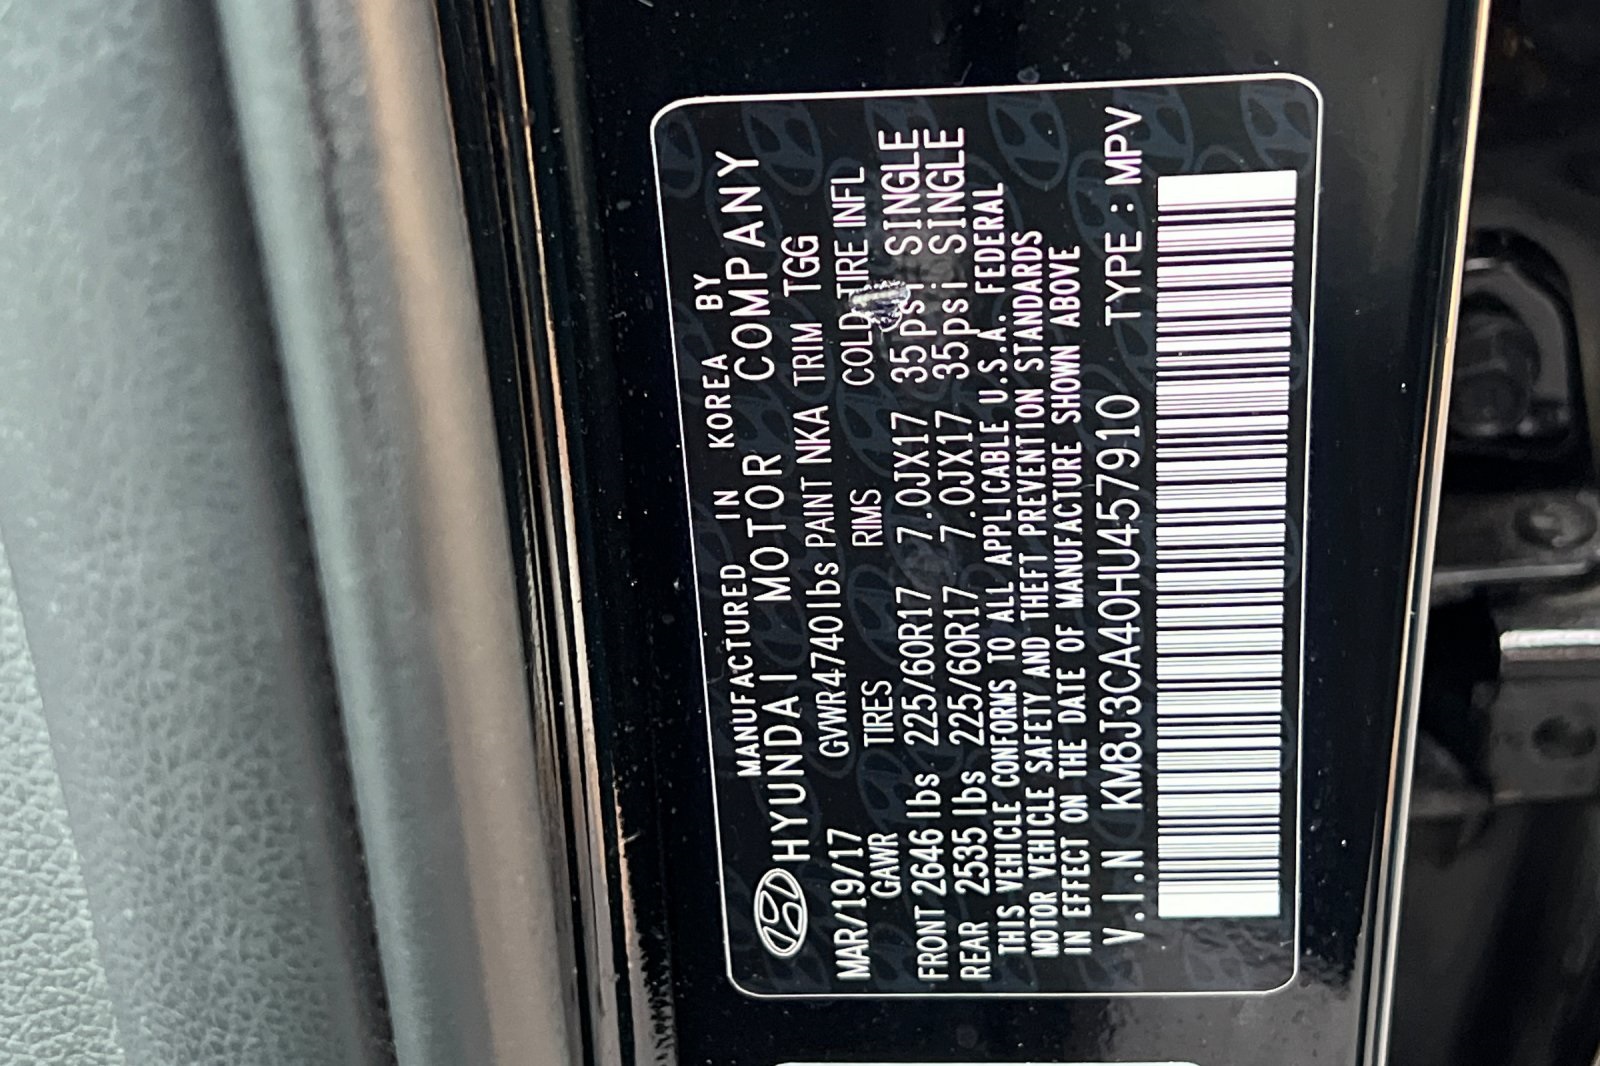 MANUFACTURED IN KOREA BY
HYUNDAI MOTOR COMPANY
MAR/19/17 GVWR4740lbs PAINT NKA TRIM TGG
GAWR TIRES RIMS COLD TIRE INFL
FRONT 2646 lbs 225/60R17 7.0JX17 35psi SINGLE
REAR 2535 lbs 225/60R17 7.0JX17 35psi SINGLE
THIS VEHICLE CONFORMS TO ALL APPLICABLE U.S.A. FEDERAL
MOTOR VEHICLE SAFETY AND THEFT PREVENTION STANDARDS
IN EFFECT ON THE DATE OF MANUFACTURE SHOWN ABOVE
V.I.N KM8J3CA40HU457910 TYPE : MPV